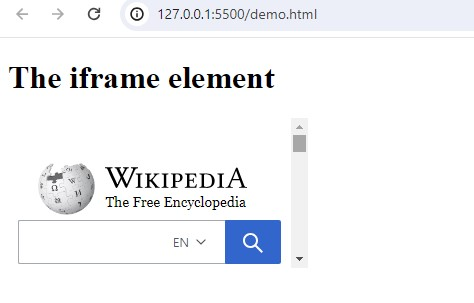 127.0.0.1:5500/demo.html
The iframe element
WIKIPEDIA
The Free Encyclopedia
EN